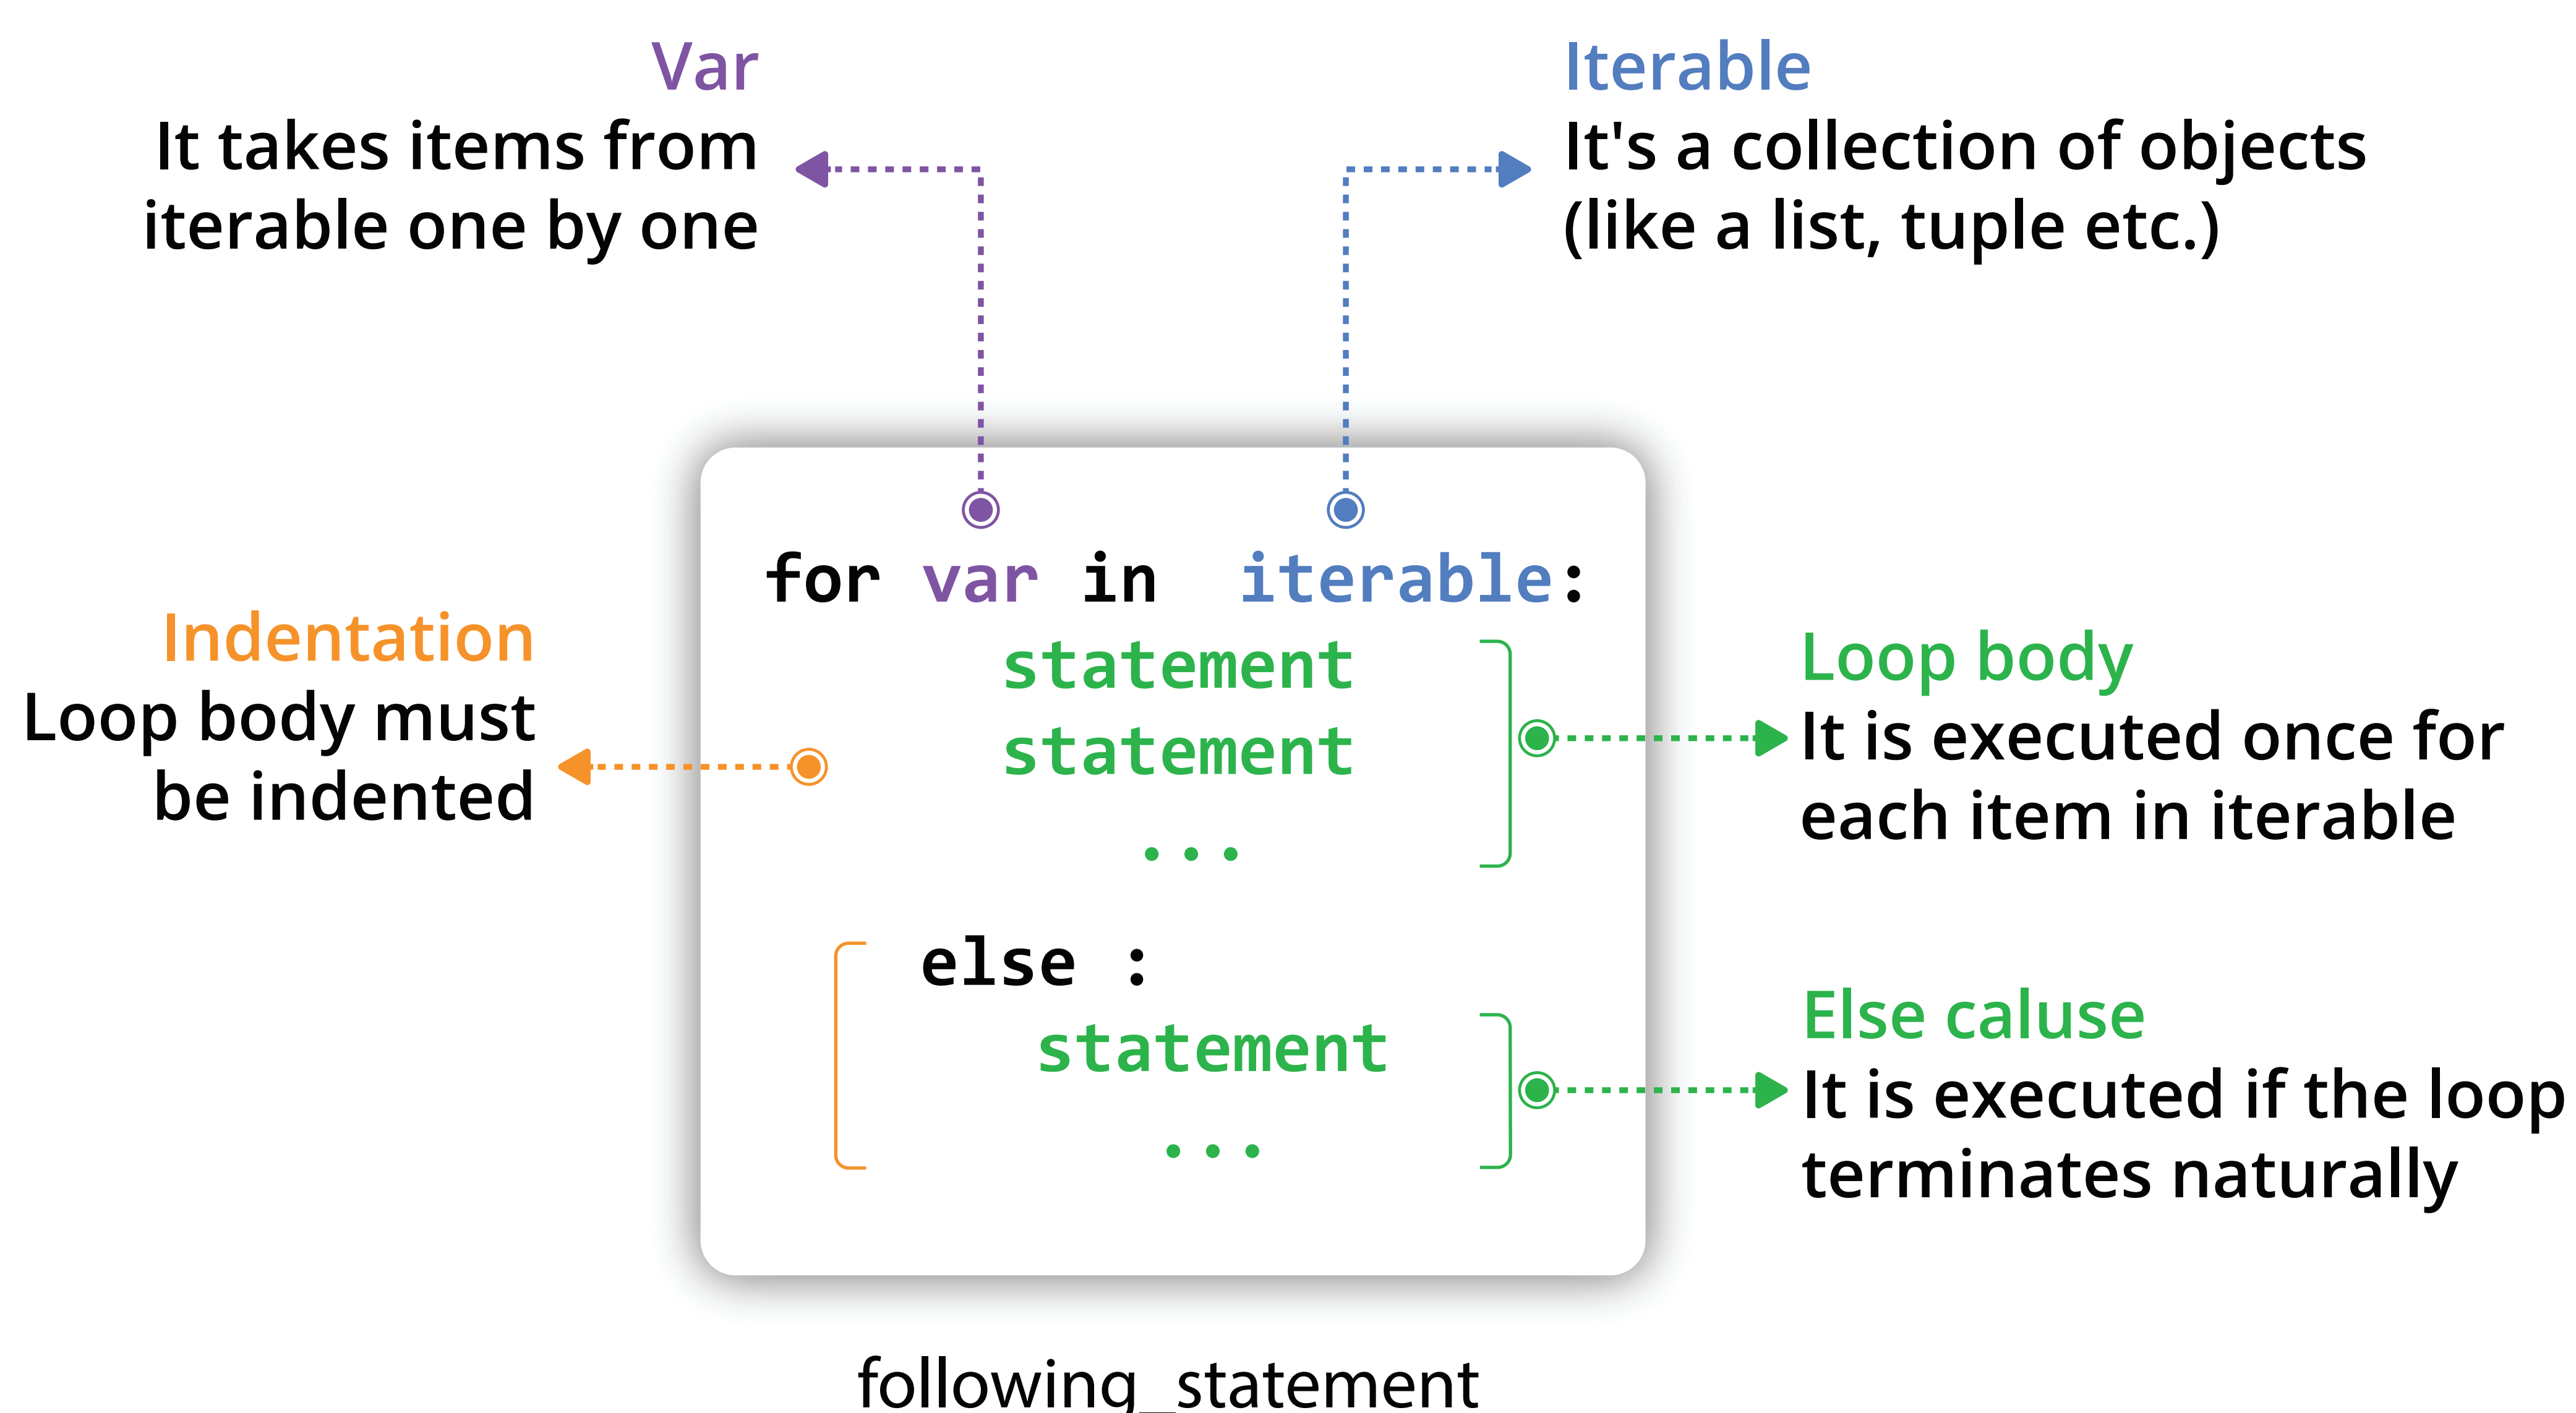 Var
It takes items from
iterable one by one
Iterable
It's a collection of objects
(like a list, tuple etc.)
for var in iterable:
statement
statement
...
else :
statement
...
Indentation
Loop body must
be indented
Loop body
It is executed once for
each item in iterable
Else caluse
It is executed if the loop
terminates naturally
following_statement